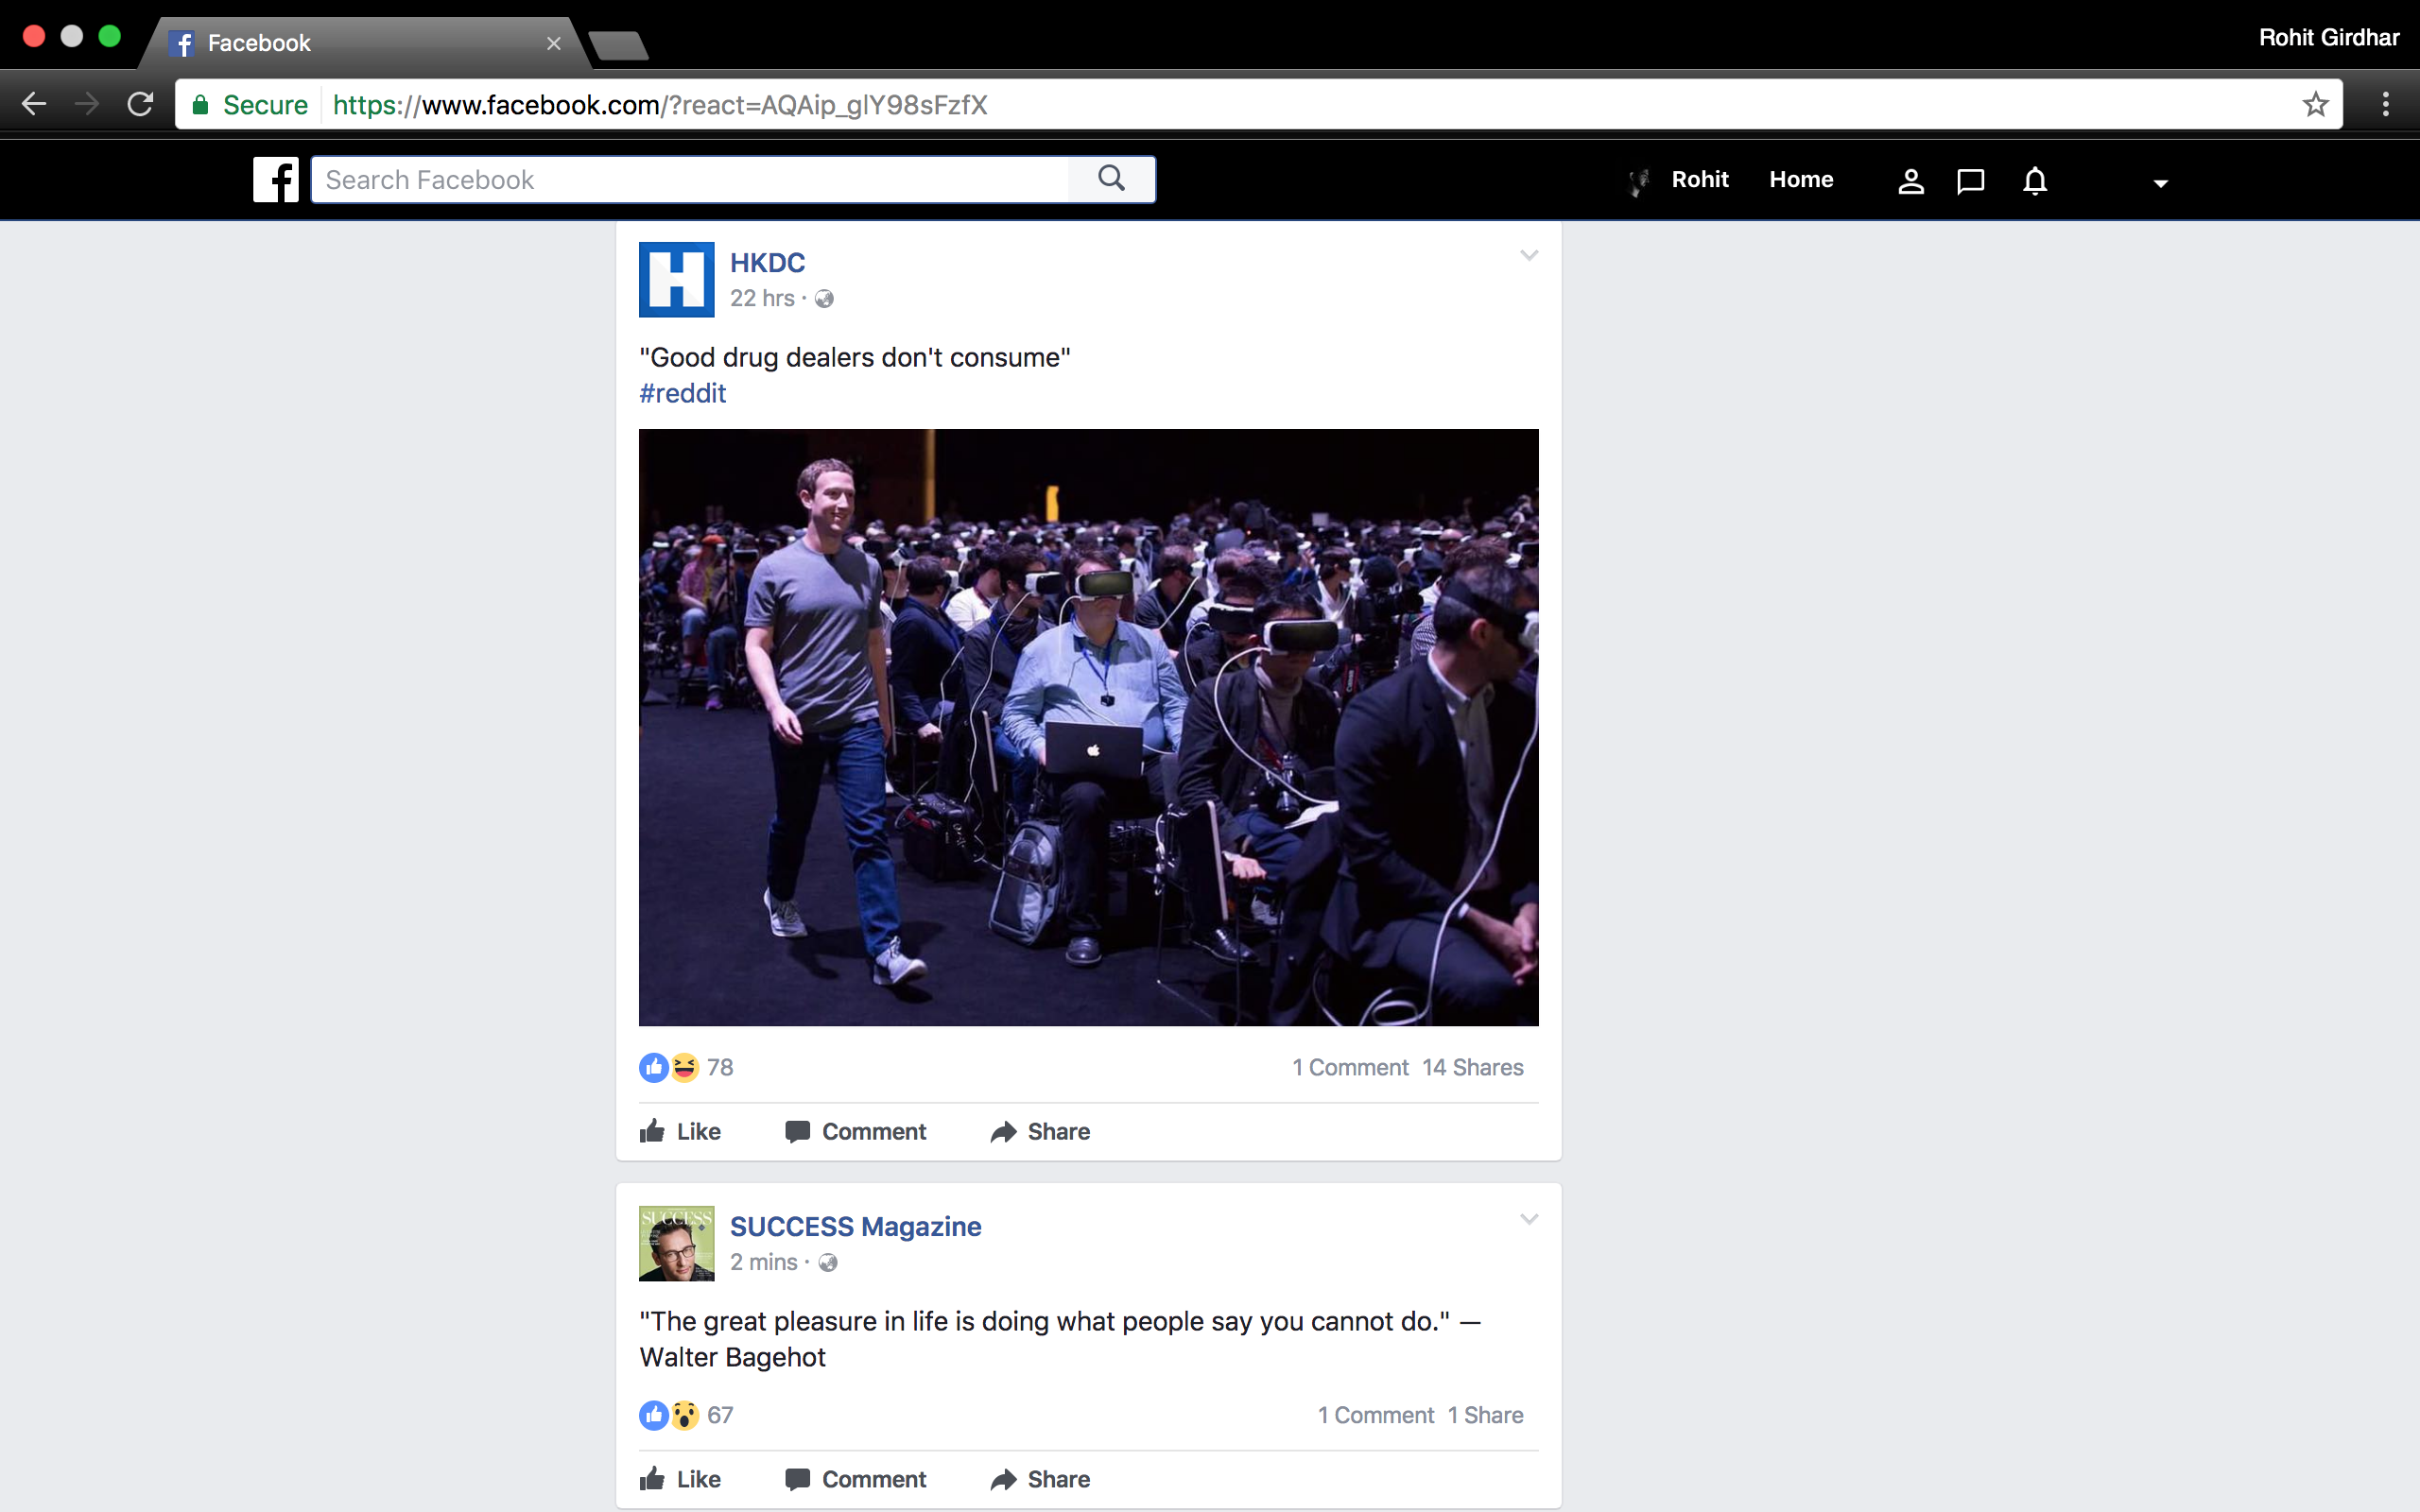 Facebook
Rohit Girdhar
Secure https://www.facebook.com/?react=AQAip_glY98sFzfX
Search Facebook
Rohit Home
HKDC
22 hrs ·
"Good drug dealers don't consume"
#reddit
78
1 Comment 14 Shares
Like Comment Share
SUCCESS
SUCCESS Magazine
2 mins ·
"The great pleasure in life is doing what people say you cannot do." —
Walter Bagehot
67
1 Comment 1 Share
Like Comment Share